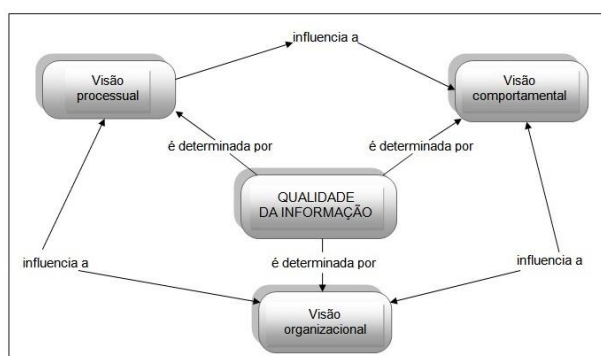 influencia a
Visão
processual
Visão
comportamental
é determinada por
é determinada por
QUALIDADE
DA INFORMAÇÃO
influencia a
é determinada por
influencia a
Visão
organizacional